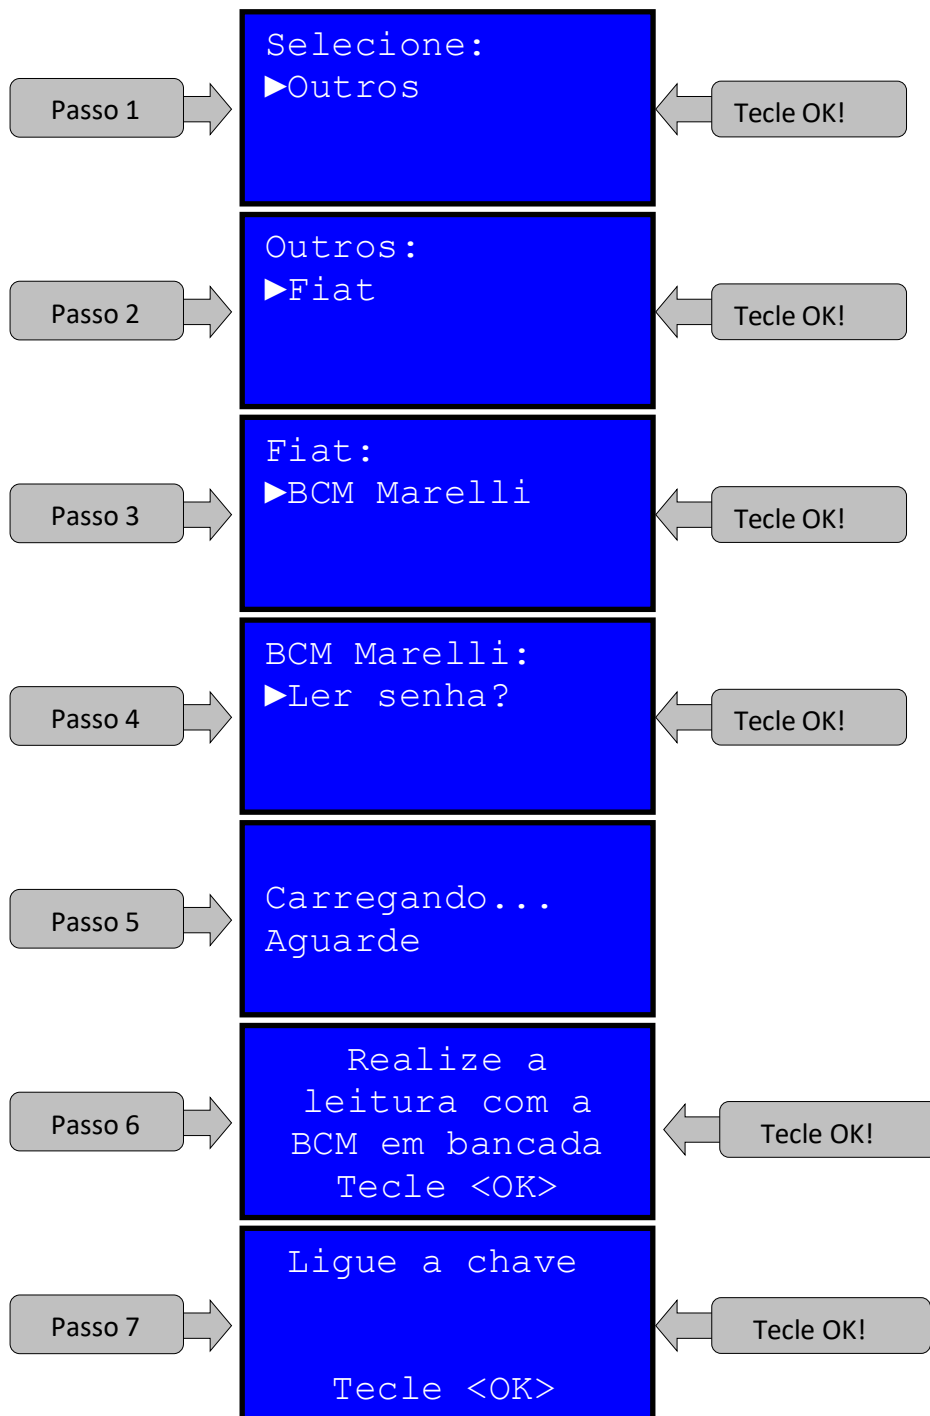 Selecione:
Passo 1
►Outros
Tecle OK!
Outros:
Passo 2
►Fiat
Tecle OK!
Fiat:
Passo 3
►BCM Marelli
Tecle OK!
BCM Marelli:
Passo 4
►Ler senha?
Tecle OK!
Passo 5
Carregando...
Aguarde
Passo 6
Realize a
leitura com a
BCM em bancada
Tecle <OK>
Tecle OK!
Passo 7
Ligue a chave
Tecle <OK>
Tecle OK!